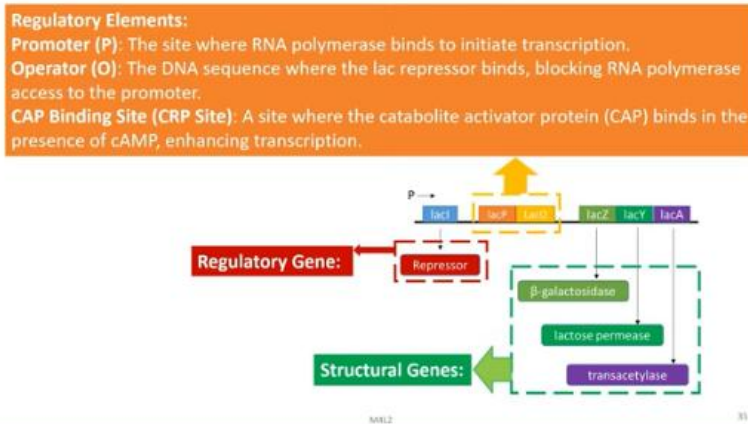 Regulatory Elements:
Promoter (P): The site where RNA polymerase binds to initiate transcription.
Operator (O): The DNA sequence where the lac repressor binds, blocking RNA polymerase
access to the promoter.
CAP Binding Site (CRP Site): A site where the catabolite activator protein (CAP) binds in the
presence of cAMP, enhancing transcription.
P
lacI lacP LacO lacZ lacY lacA
Regulatory Gene:
Repressor
β-galactosidase
lactose permease
Structural Genes:
transacetylase